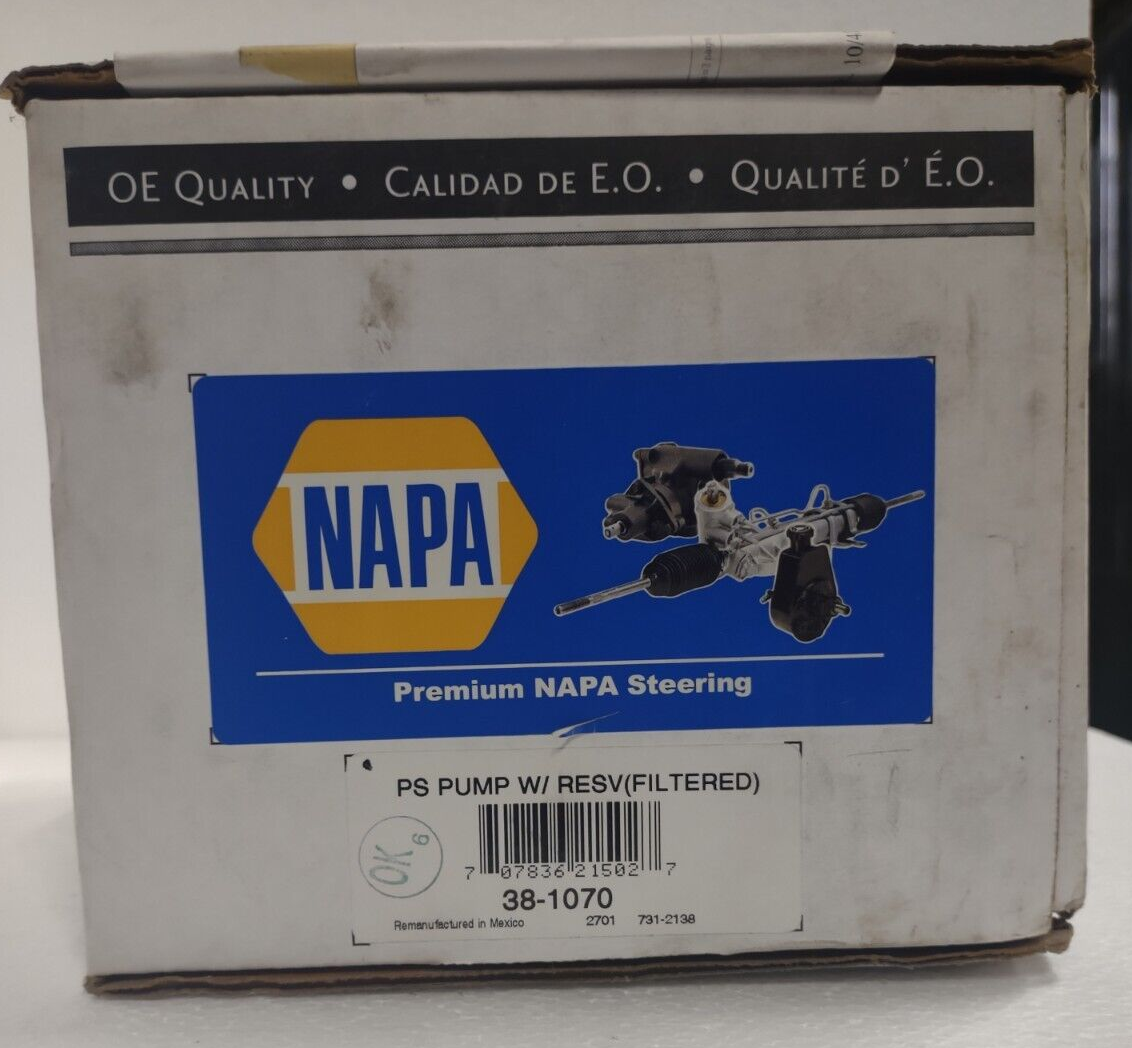 10/4
OE QUALITY • CALIDAD DE E.O. • QUALITÉ D' É.O.
NAPA
Premium NAPA Steering
PS PUMP W/ RESV(FILTERED)
OK 6
7 07836 21502 7
38-1070
Remanufactured in Mexico 2701 731-2138